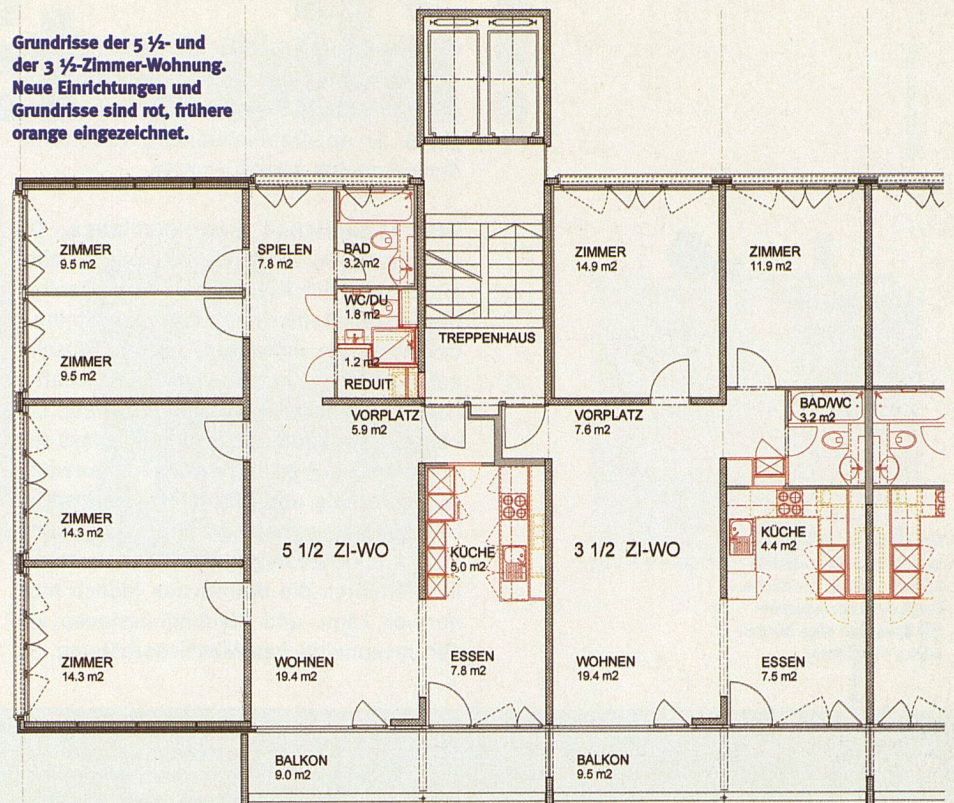 Grundrisse der 5 ½- und
der 3 ½-Zimmer-Wohnung.
Neue Einrichtungen und
Grundrisse sind rot, frühere
orange eingezeichnet.
ZIMMER
9.5 m2
SPIELEN
7.8 m2
BAD
3.2 m2
ZIMMER
14.9 m2
ZIMMER
11.9 m2
WC/DU
1.8 m2
TREPPENHAUS
ZIMMER
9.5 m2
1.2 m2
REDUIT
VORPLATZ
5.9 m2
VORPLATZ
7.6 m2
BAD/WC
3.2 m2
ZIMMER
14.3 m2
5 1/2 ZI-WO
KÜCHE
5.0 m2
3 1/2 ZI-WO
KÜCHE
4.4 m2
ZIMMER
14.3 m2
WOHNEN
19.4 m2
ESSEN
7.8 m2
WOHNEN
19.4 m2
ESSEN
7.5 m2
BALKON
9.0 m2
BALKON
9.5 m2